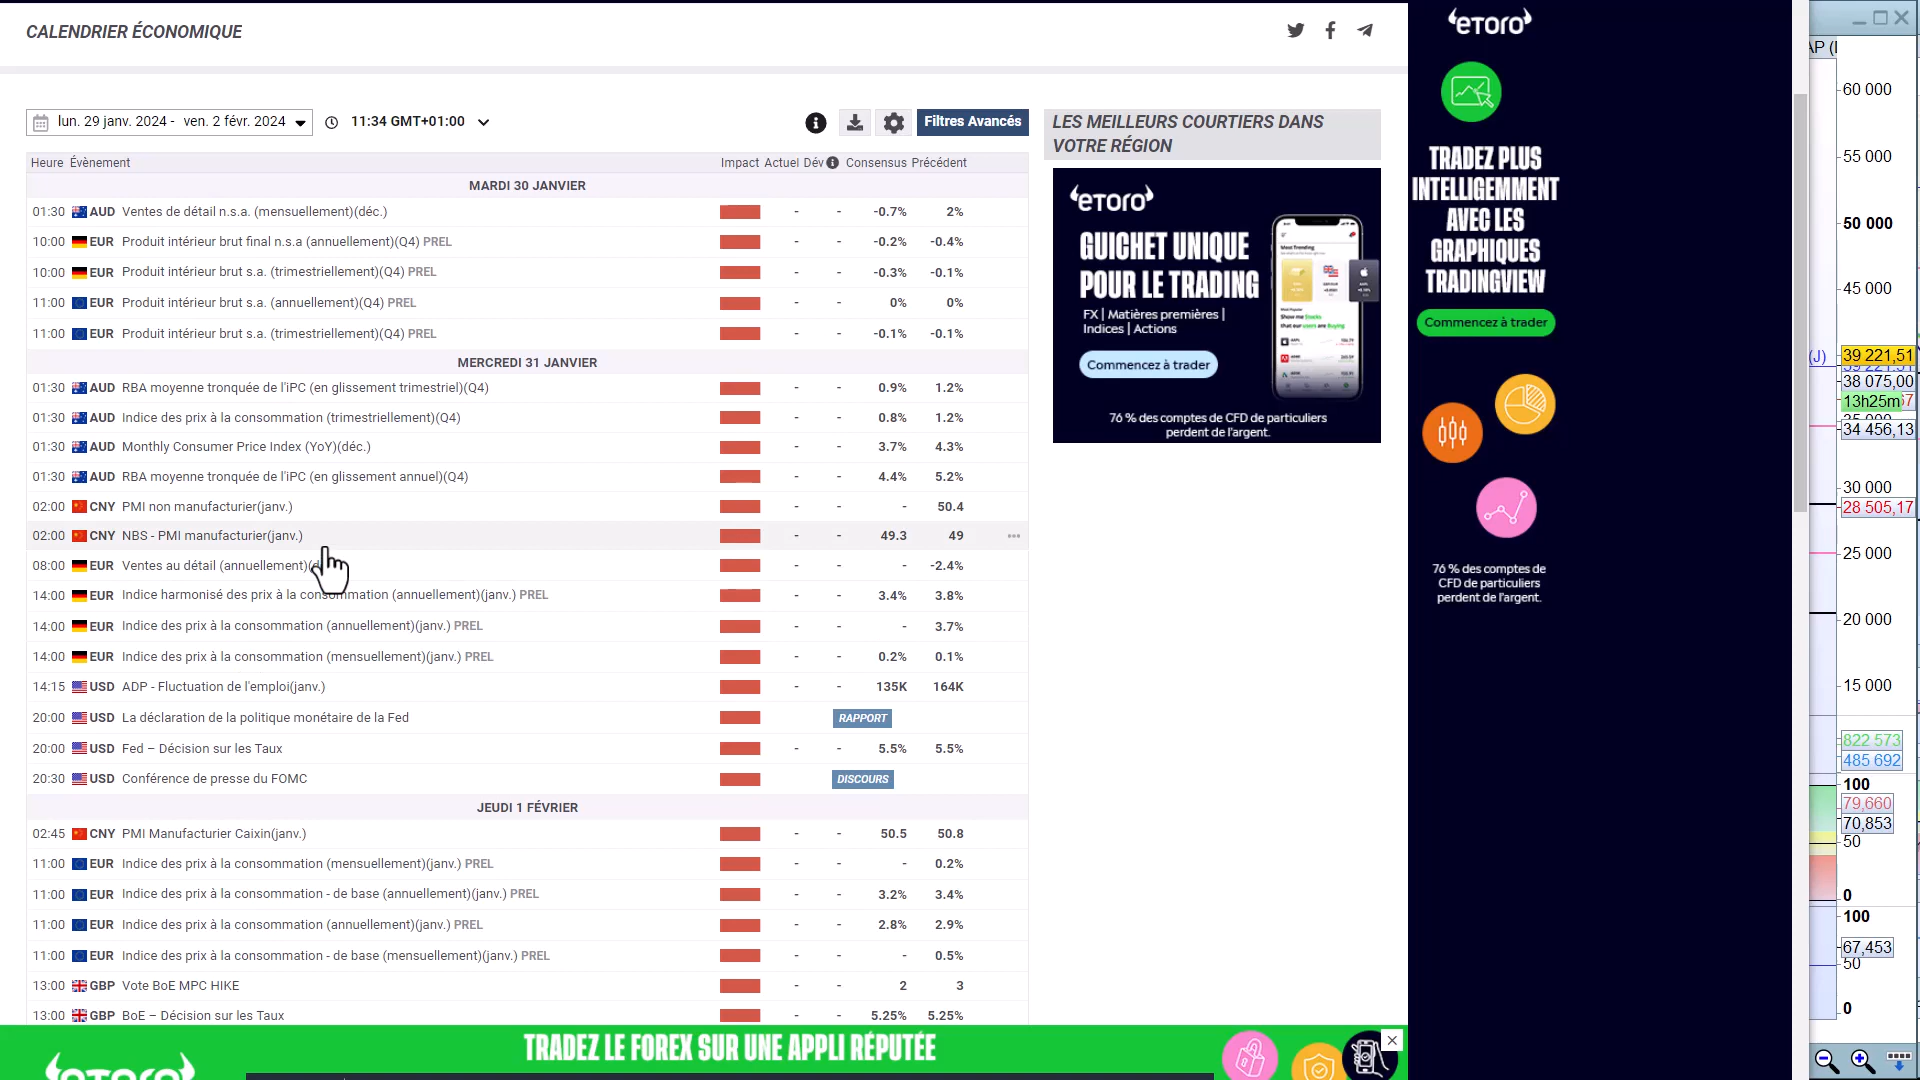 CALENDRIER ÉCONOMIQUE
lun. 29 janv. 2024 - ven. 2 févr. 2024
11:34 GMT+01:00
Filtres Avancés
Heure Évènement Impact Actuel Dév Consensus Précédent
MARDI 30 JANVIER
01:30 AUD Ventes de détail n.s.a. (mensuellement)(déc.) - - -0.7% 2%
10:00 EUR Produit intérieur brut final n.s.a (annuellement)(Q4) PREL - - -0.2% -0.4%
10:00 EUR Produit intérieur brut s.a. (trimestriellement)(Q4) PREL - - -0.3% -0.1%
11:00 EUR Produit intérieur brut s.a. (annuellement)(Q4) PREL - - 0% 0%
11:00 EUR Produit intérieur brut s.a. (trimestriellement)(Q4) PREL - - -0.1% -0.1%
MERCREDI 31 JANVIER
01:30 AUD RBA moyenne tronquée de l'iPC (en glissement trimestriel)(Q4) - - 0.9% 1.2%
01:30 AUD Indice des prix à la consommation (trimestriellement)(Q4) - - 0.8% 1.2%
01:30 AUD Monthly Consumer Price Index (YoY)(déc.) - - 3.7% 4.3%
01:30 AUD RBA moyenne tronquée de l'iPC (en glissement annuel)(Q4) - - 4.4% 5.2%
02:00 CNY PMI non manufacturier(janv.) - - - 50.4
02:00 CNY NBS - PMI manufacturier(janv.) - - 49.3 49
08:00 EUR Ventes au détail (annuellement)(d - - - -2.4%
14:00 EUR Indice harmonisé des prix à la consommation (annuellement)(janv.) PREL - - 3.4% 3.8%
14:00 EUR Indice des prix à la consommation (annuellement)(janv.) PREL - - - 3.7%
14:00 EUR Indice des prix à la consommation (mensuellement)(janv.) PREL - - 0.2% 0.1%
14:15 USD ADP - Fluctuation de l'emploi(janv.) - - 135K 164K
20:00 USD La déclaration de la politique monétaire de la Fed RAPPORT
20:00 USD Fed – Décision sur les Taux - - 5.5% 5.5%
20:30 USD Conférence de presse du FOMC DISCOURS
JEUDI 1 FÉVRIER
02:45 CNY PMI Manufacturier Caixin(janv.) - - 50.5 50.8
11:00 EUR Indice des prix à la consommation (mensuellement)(janv.) PREL - - - 0.2%
11:00 EUR Indice des prix à la consommation - de base (annuellement)(janv.) PREL - - 3.2% 3.4%
11:00 EUR Indice des prix à la consommation (annuellement)(janv.) PREL - - 2.8% 2.9%
11:00 EUR Indice des prix à la consommation - de base (mensuellement)(janv.) PREL - - - 0.5%
13:00 GBP Vote BoE MPC HIKE - - 2 3
13:00 GBP BoE – Décision sur les Taux - - 5.25% 5.25%
TRADEZ LE FOREX SUR UNE APPLI RÉPUTÉE
etoro
LES MEILLEURS COURTIERS DANS
VOTRE RÉGION
etoro
GUICHET UNIQUE
POUR LE TRADING
FX | Matières premières |
Indices | Actions
Commencez à trader
76 % des comptes de CFD de particuliers
perdent de l'argent.
etoro
TRADEZ PLUS
INTELLIGEMMENT
AVEC LES
GRAPHIQUES
TRADINGVIEW
Commencez à trader
76 % des comptes de
CFD de particuliers
perdent de l'argent.
60 000
55 000
50 000
45 000
(J) 39 221,51
38 075,00
13h25m
34 456,13
30 000
28 505,17
25 000
20 000
15 000
822 573
485 692
100
79,660
70,853
50
0
100
67,453
50
0